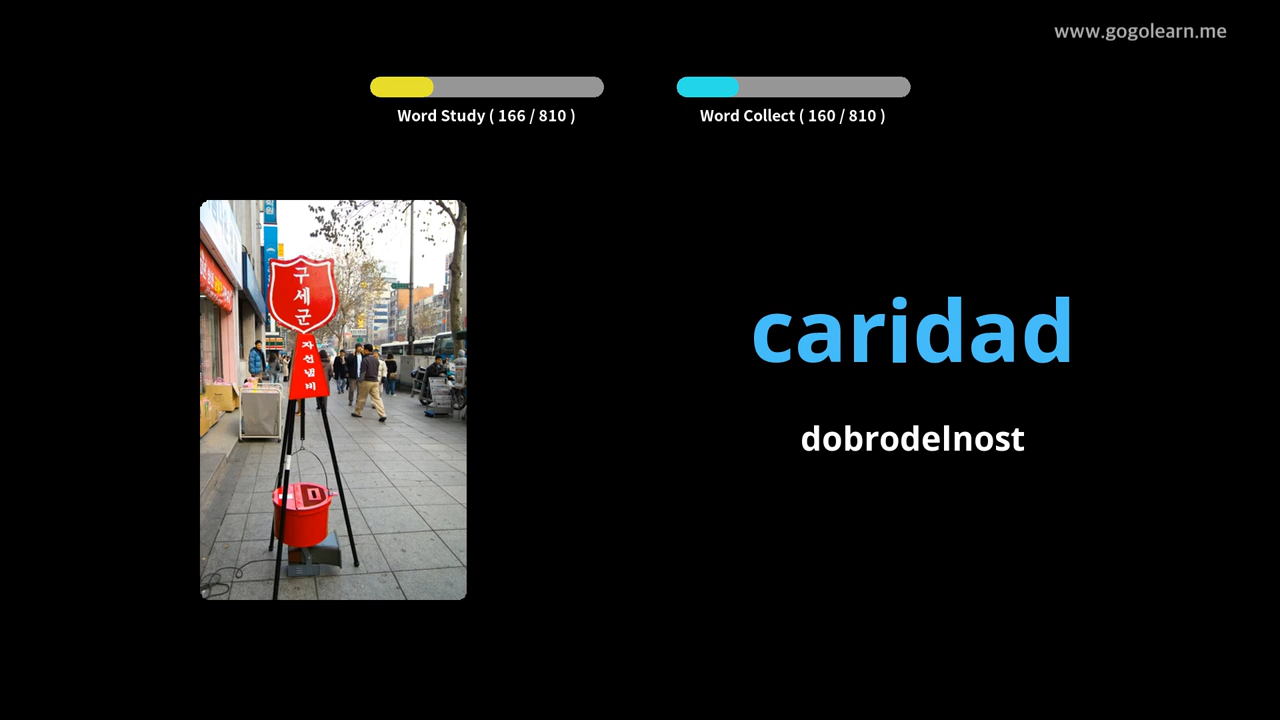 www.gogolearn.me
Word Study ( 166 / 810 )
Word Collect ( 160 / 810 )
구세군
자선냄비
caridad
dobrodelnost